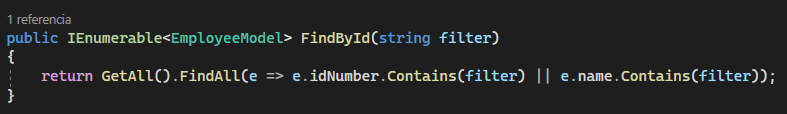 1 referencia
public IEnumerable<EmployeeModel> FindById(string filter)
{
    return GetAll().FindAll(e => e.idNumber.Contains(filter) || e.name.Contains(filter));
}